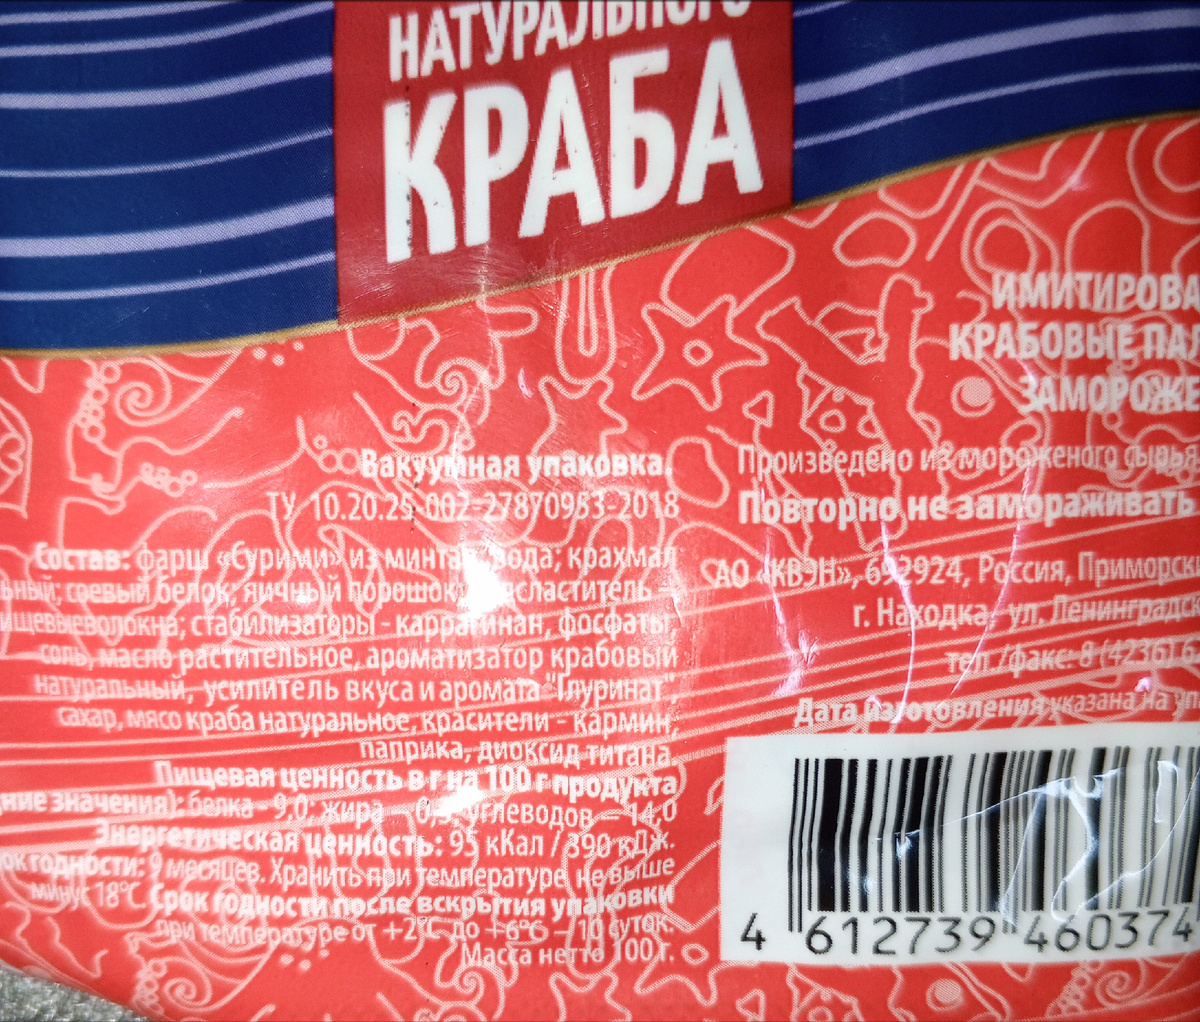 НАТУРАЛЬНОГО
КРАБА
ИМИТИРОВА
КРАБОВЫЕ ПАЛ
ЗАМОРОЖЕ
Вакуумная упаковка.
ТУ 10.20.25-002-27870953-2018
Состав: фарш «Сурими» из минтая, вода; крахмал
ьный; соевый белок; яичный порошок,
ищевыеволокна; стабилизаторы - каррагинан, фосфаты
соль, масло растительное, ароматизатор крабовый
натуральный, усилитель вкуса и аромата "Глуринат",
сахар, мясо краба натуральное, красители - кармин,
паприка, диоксид титана.
Пищевая ценность в г на 100 г продукта
ние значения): белка - 9,0; жира - 0,5, углеводов - 14,0
Энергетическая ценность: 95 кКал / 390 кДж.
ок годности: 9 месяцев. Хранить при температуре не выше
минус 18°С Срок годности после вскрытия упаковки
при температуре от +2°С до +6°С - 10 суток.
Масса нетто 100 г.
Произведено из мороженого сырья
Повторно не замораживать
АО «КВЭН», 692924, Россия, Приморск
г. Находка, ул. Ленинградс
тел./факс: 8 (4236) 6
Дата изготовления указана на уп
4 612739 460374